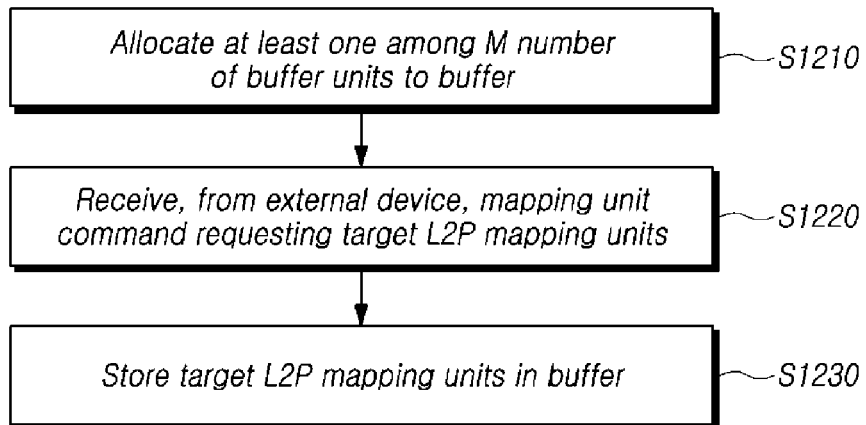 Allocate at least one among M number
of buffer units to buffer
S1210
Receive, from external device, mapping unit
command requesting target L2P mapping units
S1220
Store target L2P mapping units in buffer
S1230